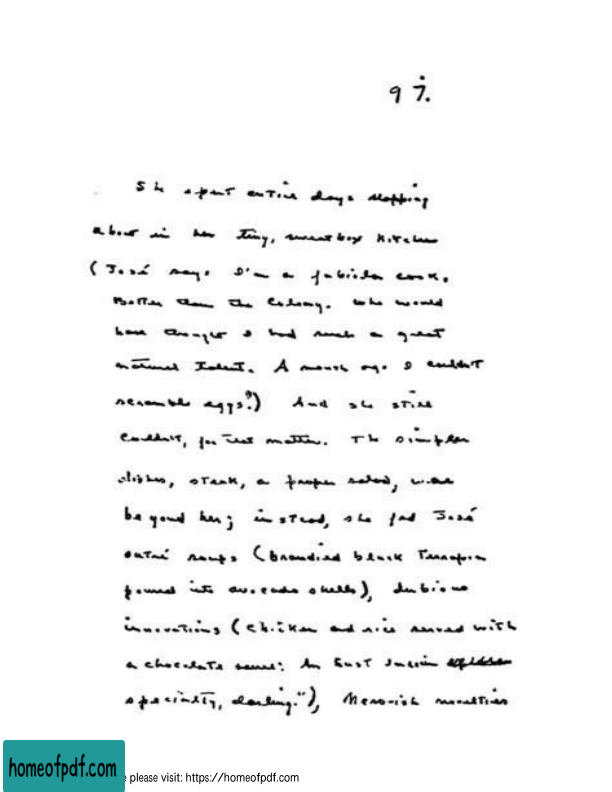 97.
She spent entire days slopping
about in her tiny, sweatbox kitchen
(José says I'm a fabulous cook.
Better than the Colony. Who would
have thought I had such a great
natural talent. A month ago I couldn't
scramble eggs.") And she still
couldn't, for that matter. The simpler
dishes, steak, a proper salad, were
beyond her; instead, she fed José
outré soups (brandied black terrapin
poured into avocado shells), dubious
innovations (chicken and rice served with
a chocolate sauce: An East Indian
specialty, darling."), Neroish novelties
homeofpdf.com
please visit: https://homeofpdf.com